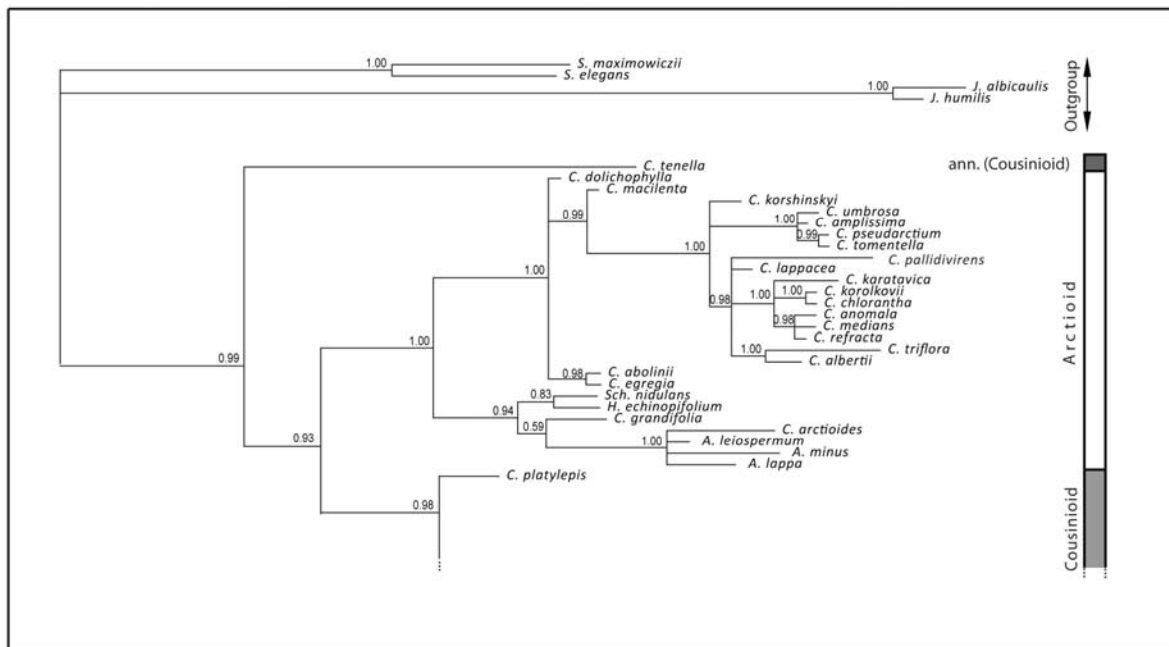 1.00
S. maximowiczii
S. elegans
1.00
J. albicaulis
J. humilis
Outgroup
C. tenella
ann. (Cousinioid)
C. dolichophylla
C. macilenta
0.99
C. korshinskyi
C. umbrosa
1.00
C. amplissima
0.99
C. pseudarctium
C. tomentella
1.00
C. pallidivirens
C. lappacea
1.00
C. karatavica
0.98
1.00
1.00
C. korolkovii
C. chlorantha
C. anomala
0.98
C. medians
C. refracta
C. triflora
1.00
C. albertii
0.99
1.00
C. abolinii
0.98
C. egregia
Sch. nidulans
0.83
H. echinopifolium
0.94
C. grandifolia
0.59
C. arctioides
1.00
A. leiospermum
A. minus
A. lappa
0.93
C. platylepis
0.98
Arctioid
Cousinioid